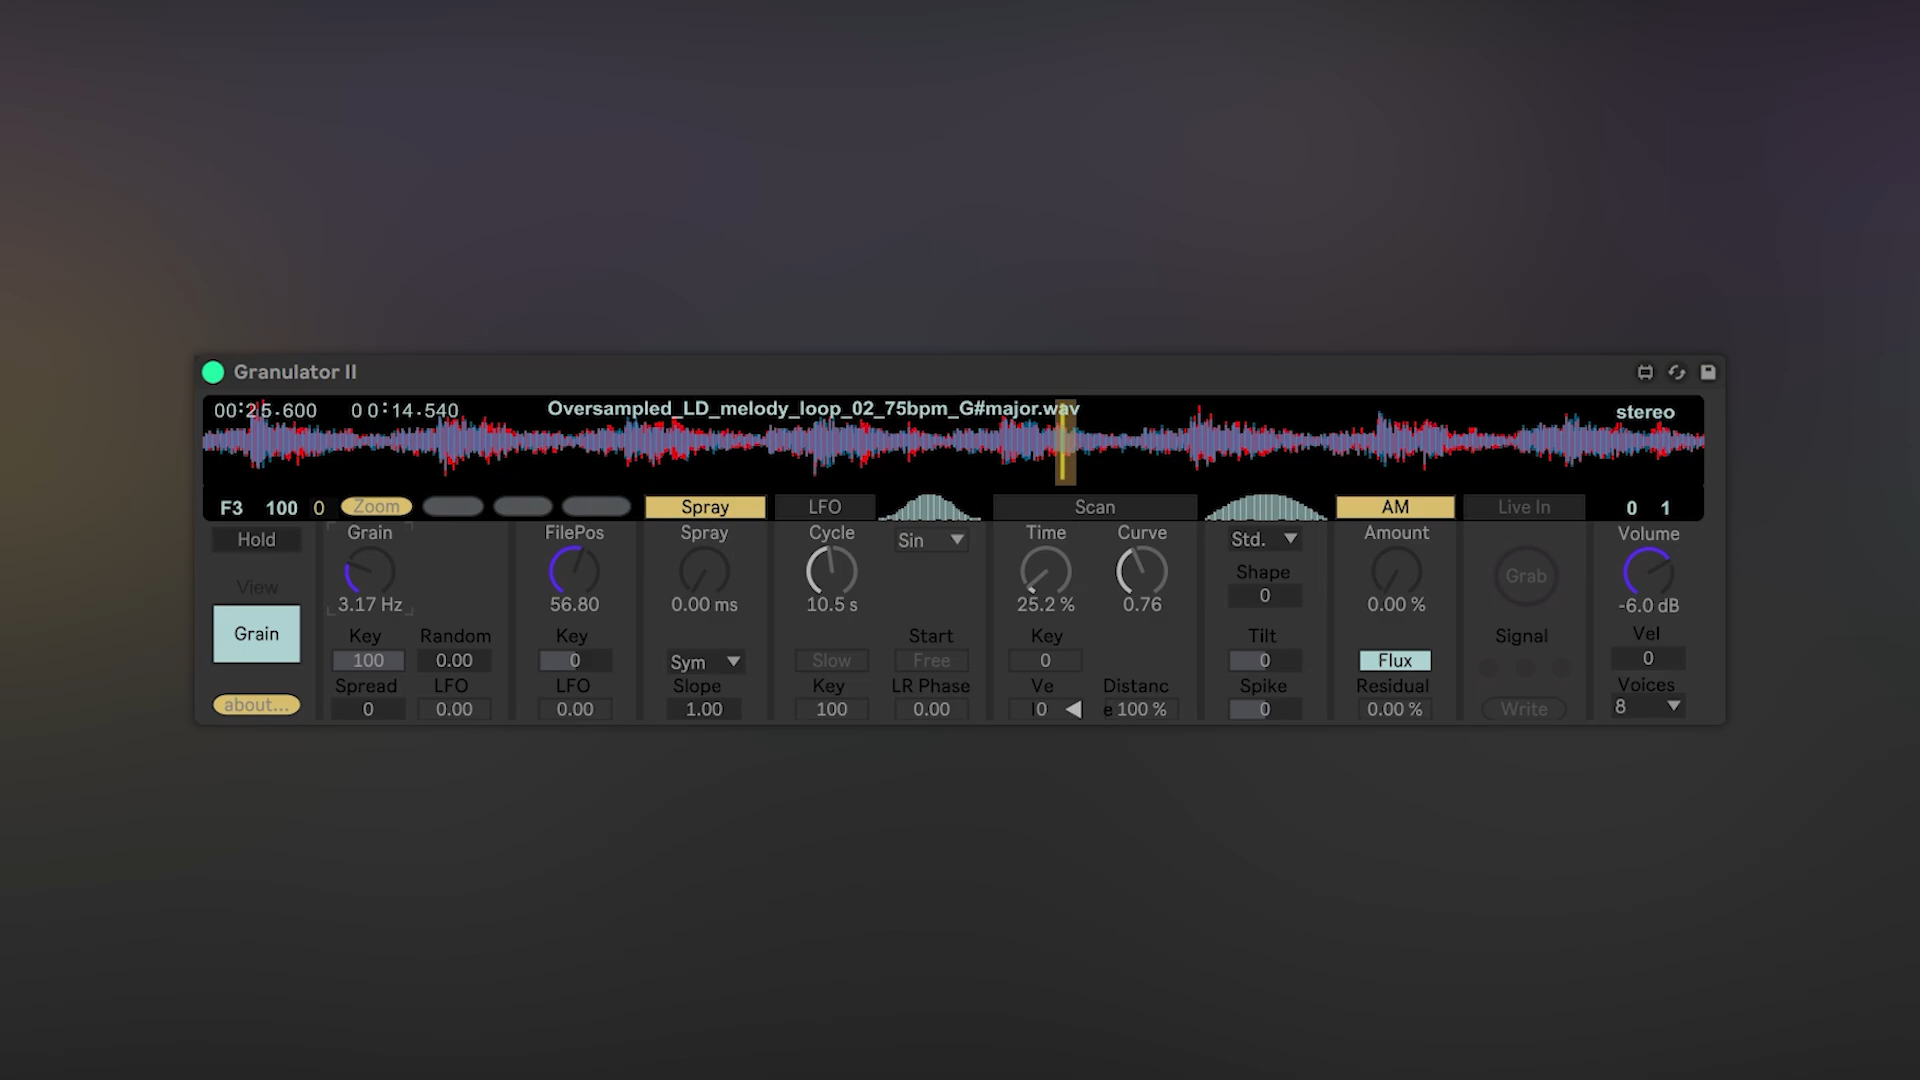 Granulator II
00:25.600 00:14.540 Oversampled_LD_melody_loop_02_75bpm_G#major.wav stereo
F3 100 0 Zoom Spray LFO Scan AM Live In 0 1
Hold Grain FilePos Spray Cycle Sin Time Curve Std. Amount Volume
View Shape Grab
3.17 Hz 56.80 0.00 ms 10.5 s 25.2 % 0.76 0 0.00 % -6.0 dB
Grain Key Random Key Start Key Tilt Signal Vel
100 0.00 0 Sym Slow Free 0 0 Flux 0
Spread LFO LFO Slope Key LR Phase Ve Distanc Spike Residual Voices
about... 0 0.00 0.00 1.00 100 0.00 l0 e 100 % 0 0.00 % Write 8